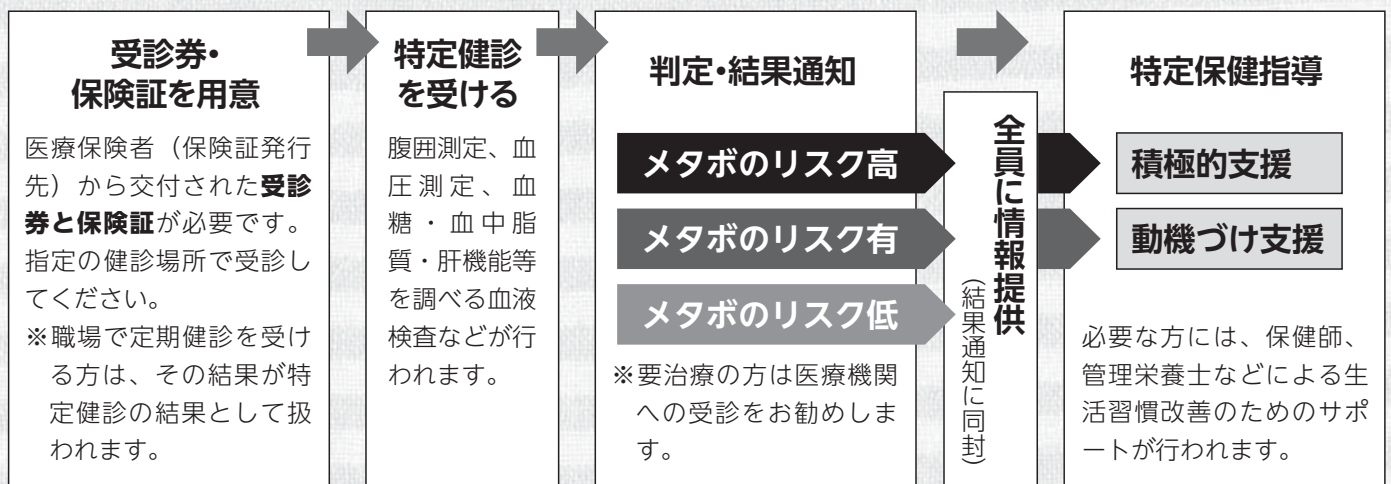 受診券・
保険証を用意
医療保険者（保険証発行
先）から交付された受診
券と保険証が必要です。
指定の健診場所で受診し
てください。
※職場で定期健診を受け
る方は、その結果が特
定健診の結果として扱
われます。
特定健診
を受ける
腹囲測定、血
圧測定、血
糖・血中脂
質・肝機能等
を調べる血液
検査などが行
われます。
判定・結果通知
メタボのリスク高
メタボのリスク有
メタボのリスク低
※要治療の方は医療機関
への受診をお勧めしま
す。
全員に情報提供
（結果通知に同封）
特定保健指導
積極的支援
動機づけ支援
必要な方には、保健師、
管理栄養士などによる生
活習慣改善のためのサポ
ートが行われます。